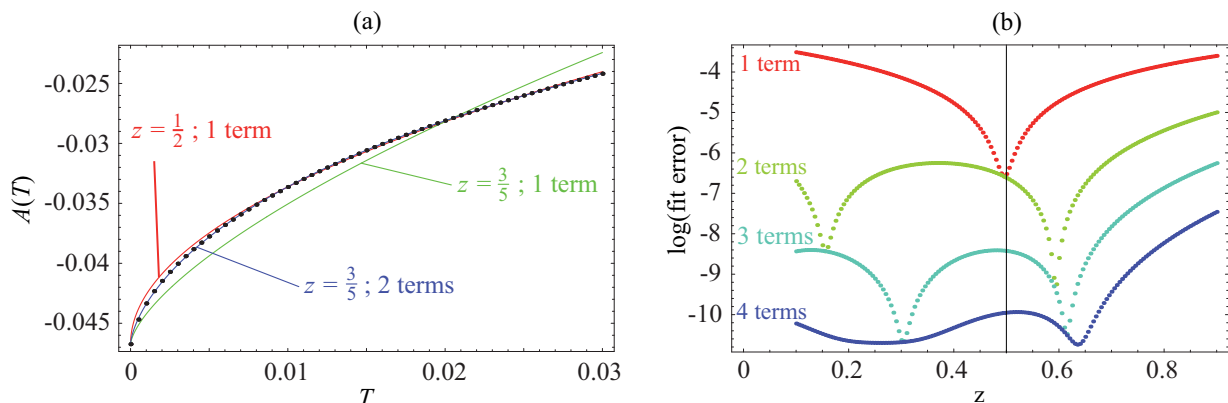 (a)
A(T)
-0.025
-0.03
-0.035
-0.04
-0.045
z = 1/2 ; 1 term
z = 3/5 ; 1 term
z = 3/5 ; 2 terms
0
0.01
0.02
0.03
T
(b)
log(fit error)
-4
-5
-6
-7
-8
-9
-10
1 term
2 terms
3 terms
4 terms
0
0.2
0.4
0.6
0.8
z